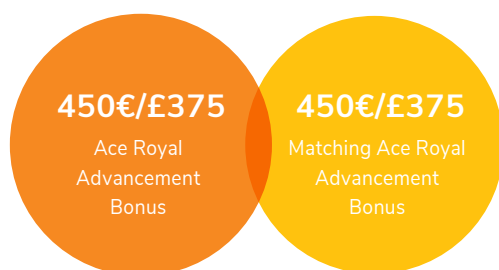 450€/£375
Ace Royal
Advancement
Bonus
450€/£375
Matching Ace Royal
Advancement
Bonus